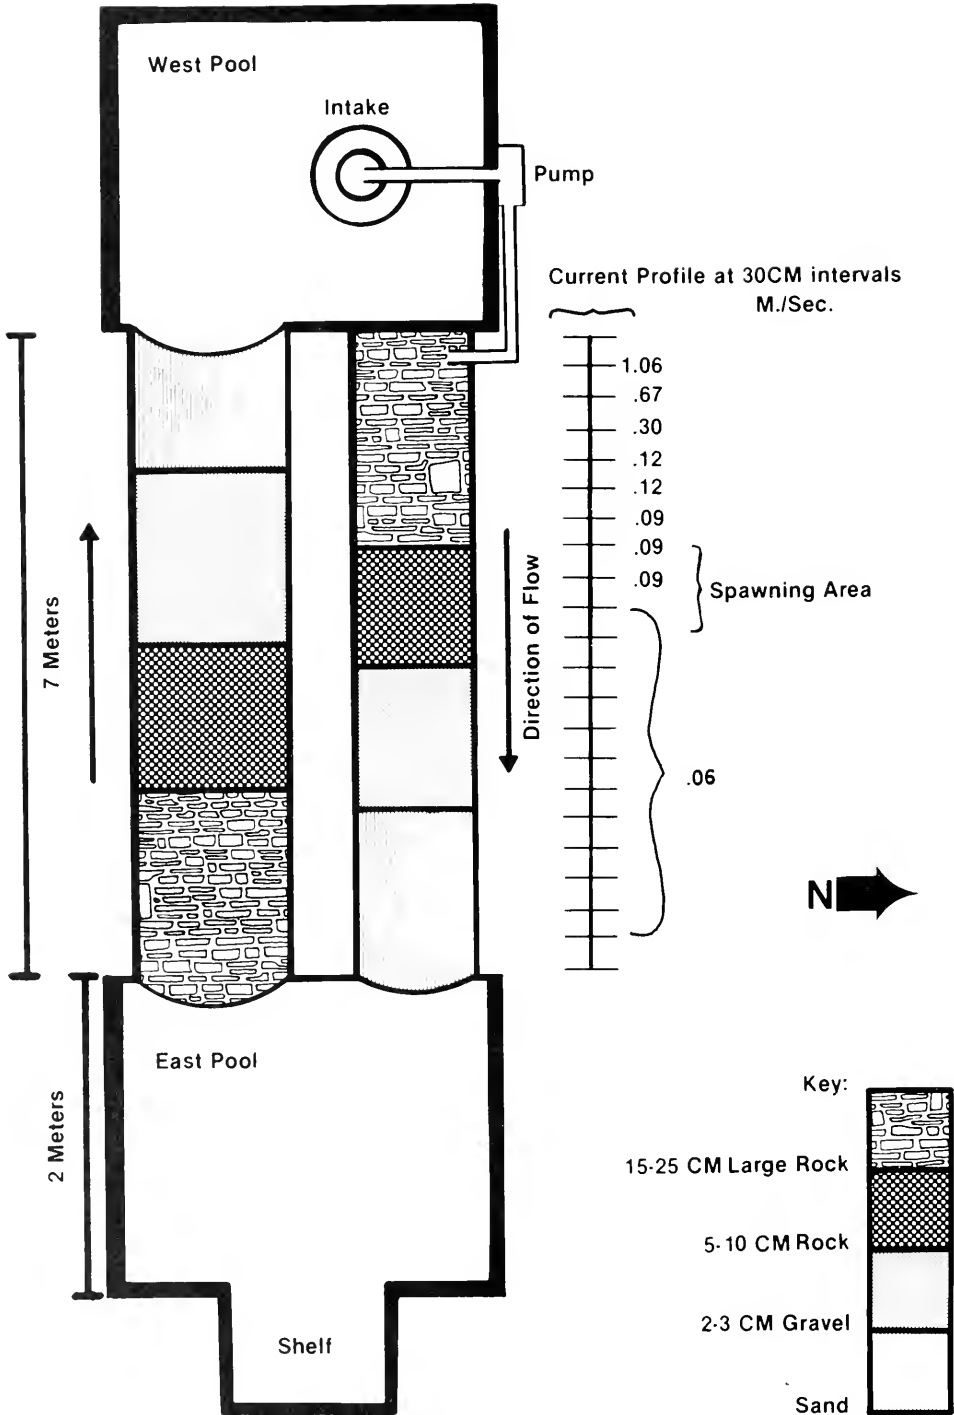 West Pool
Intake
Pump
Current Profile at 30CM intervals
M./Sec.
1.06
.67
.30
.12
.12
.09
.09
.09
Spawning Area
Direction of Flow
7 Meters
.06
N
East Pool
2 Meters
Shelf
Key:
15-25 CM Large Rock
5-10 CM Rock
2-3 CM Gravel
Sand